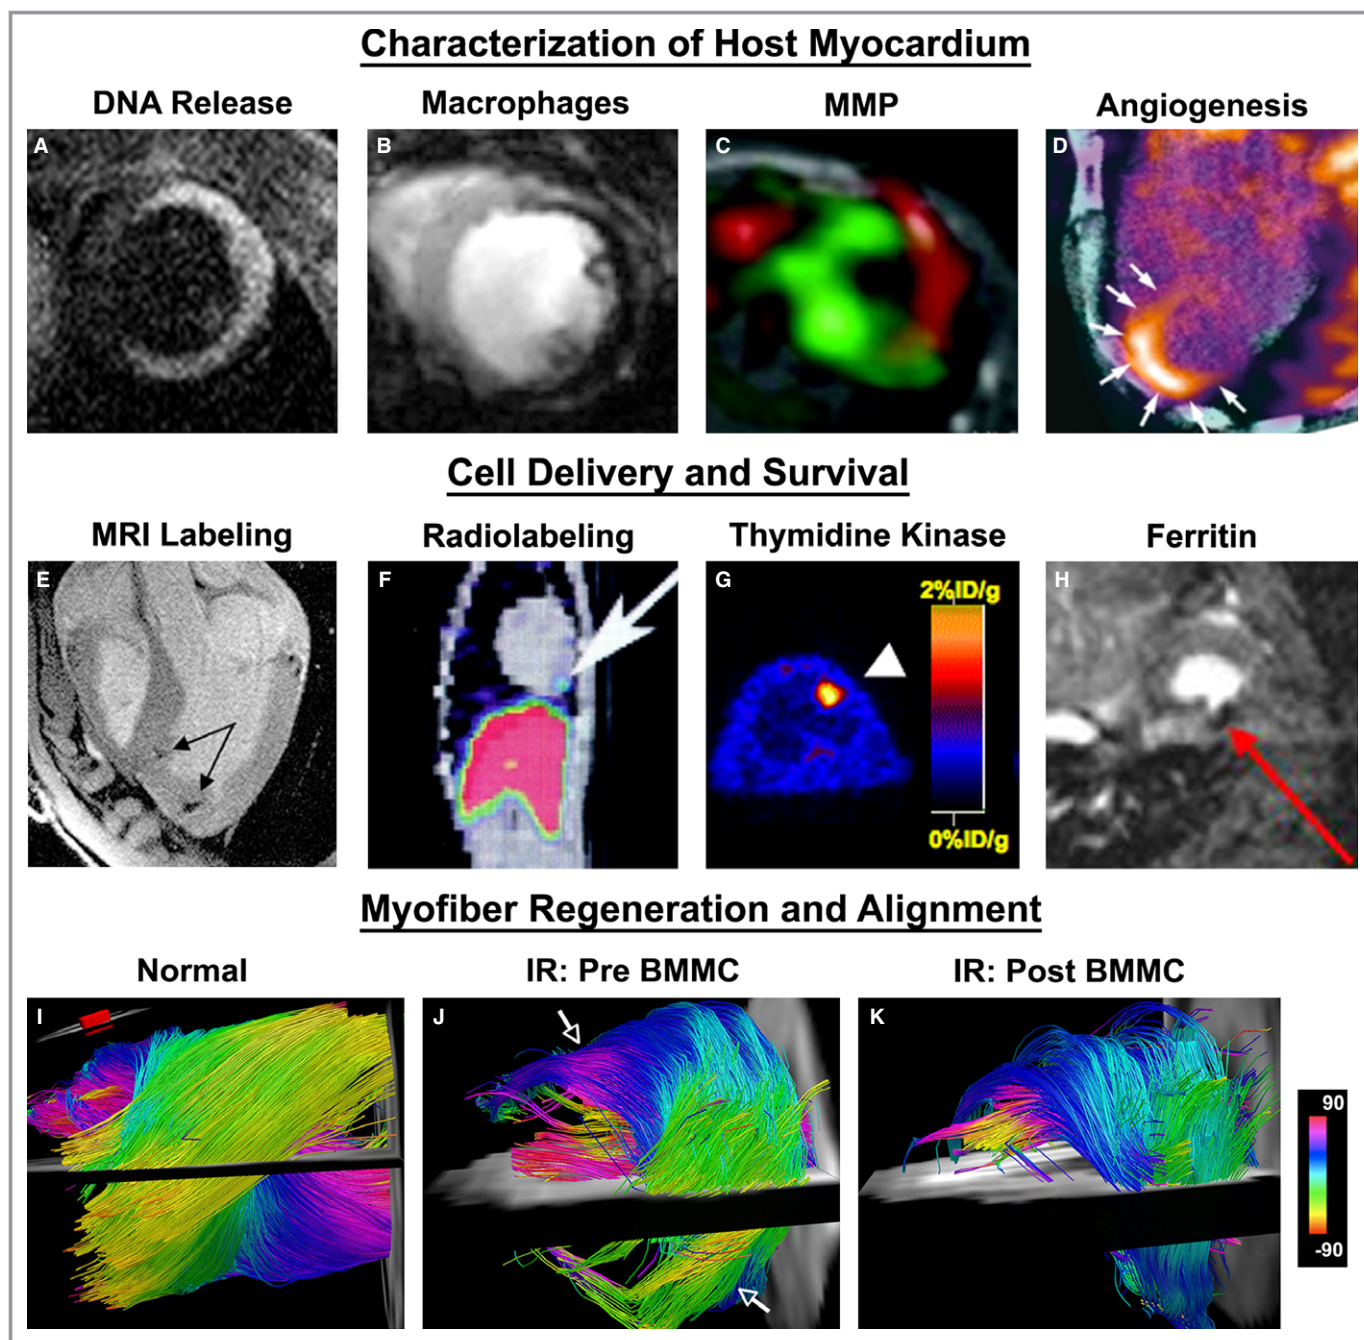 Characterization of Host Myocardium
DNA Release
Macrophages
MMP
Angiogenesis
A
B
C
D
Cell Delivery and Survival
MRI Labeling
Radiolabeling
Thymidine Kinase
Ferritin
E
F
G
H
2%ID/g
0%ID/g
Myofiber Regeneration and Alignment
Normal
IR: Pre BMMC
IR: Post BMMC
I
J
K
90
-90